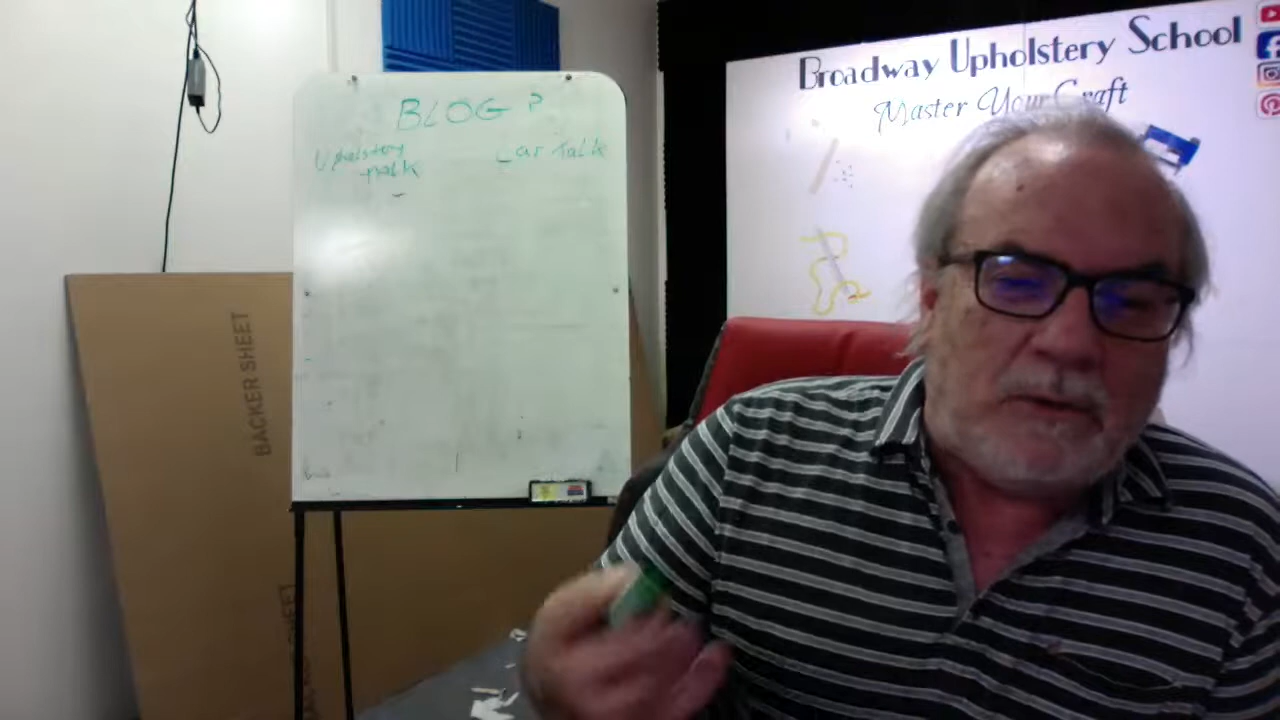 BLOG ?
Upholstery
talk
Car Talk
BACKER SHEET
Broadway Upholstery School
Master Your Craft